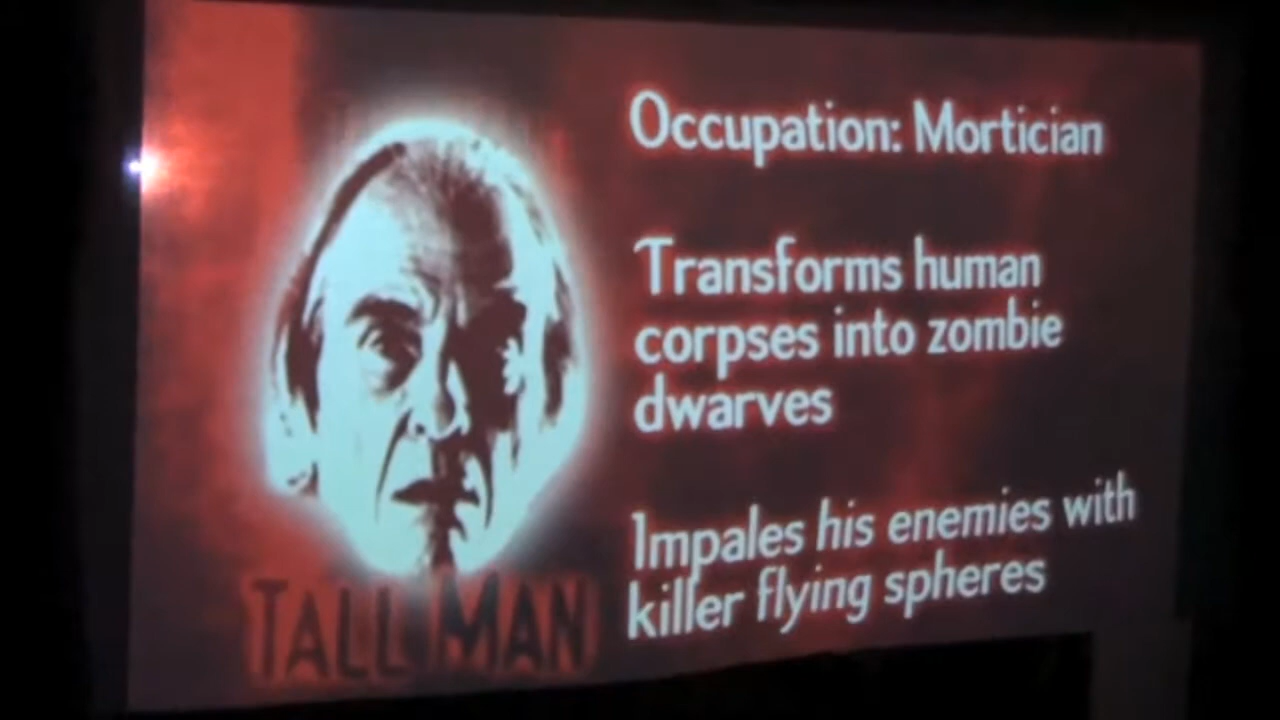 Occupation: Mortician
Transforms human
corpses into zombie
dwarves
Impales his enemies with
killer flying spheres
TALL MAN